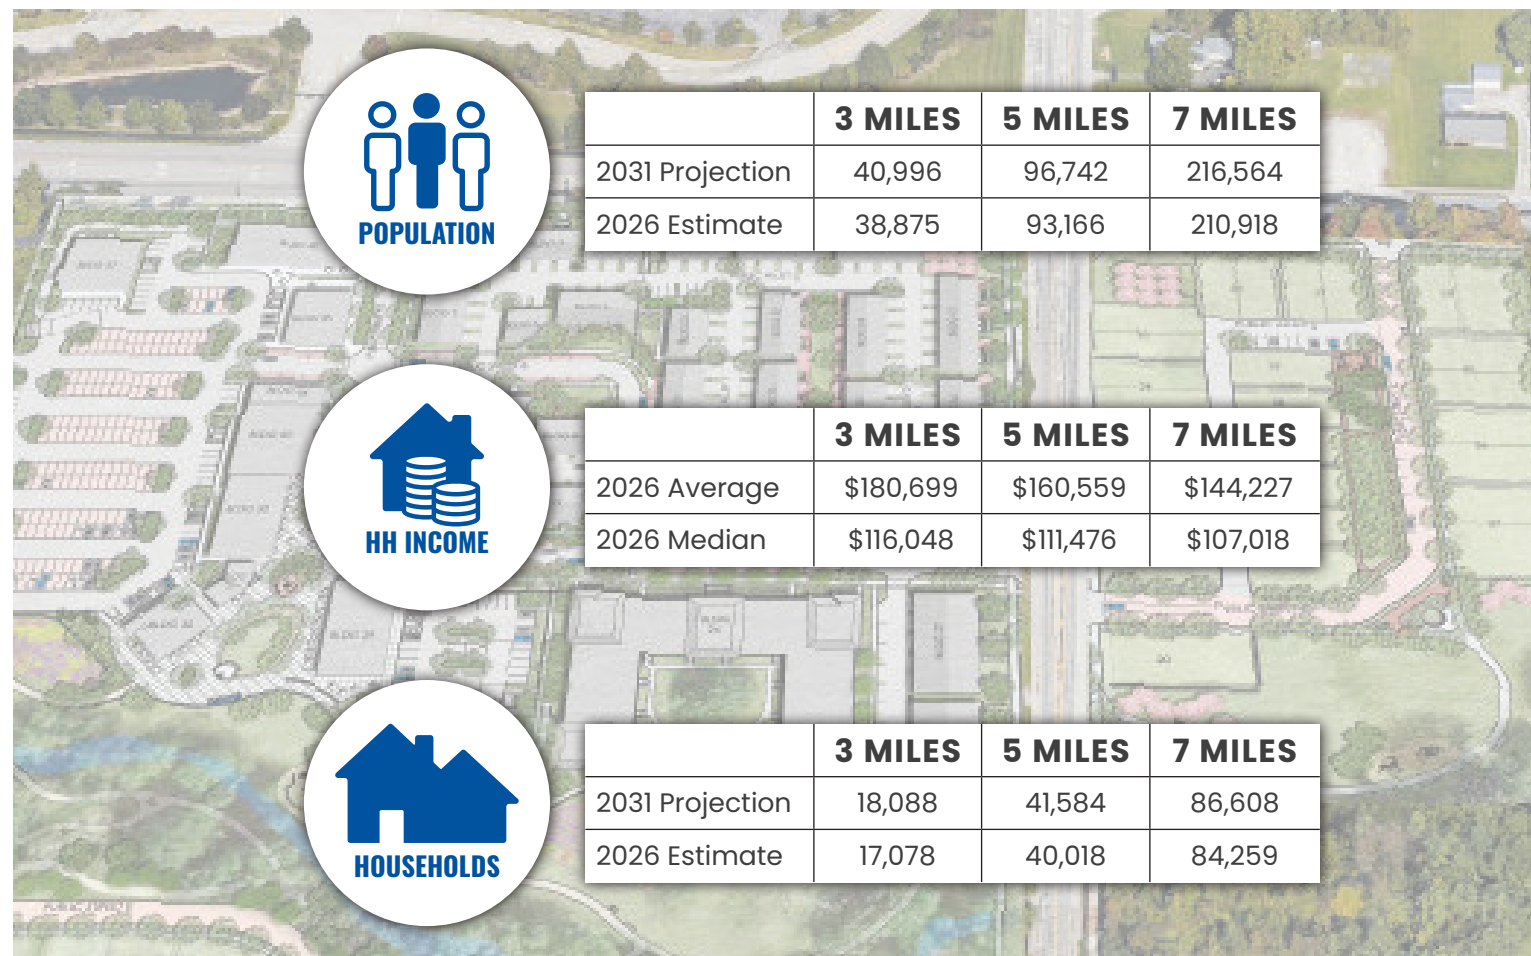 POPULATION
3 MILES 5 MILES 7 MILES
2031 Projection 40,996 96,742 216,564
2026 Estimate 38,875 93,166 210,918
HH INCOME
3 MILES 5 MILES 7 MILES
2026 Average $180,699 $160,559 $144,227
2026 Median $116,048 $111,476 $107,018
HOUSEHOLDS
3 MILES 5 MILES 7 MILES
2031 Projection 18,088 41,584 86,608
2026 Estimate 17,078 40,018 84,259